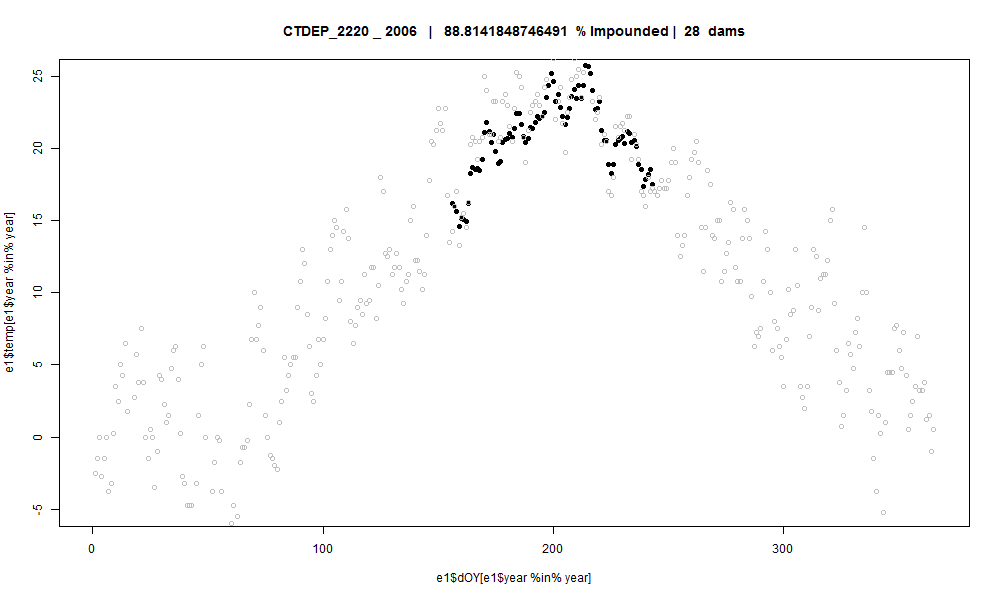 CTDEP_2220 _ 2006 | 88.8141848746491 % Impounded | 28 dams
25
20
15
10
5
0
-5
e1$temp[e1$year %in% year]
0 100 200 300
e1$dOY[e1$year %in% year]